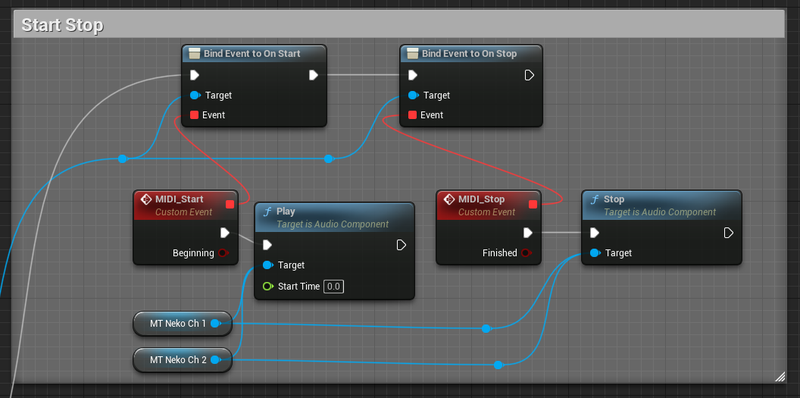 Start Stop
Bind Event to On Start
Target
Event
Bind Event to On Stop
Target
Event
MIDI_Start
Custom Event
Beginning
Play
Target is Audio Component
Target
Start Time 0.0
MIDI_Stop
Custom Event
Finished
Stop
Target is Audio Component
Target
MT Neko Ch 1
MT Neko Ch 2